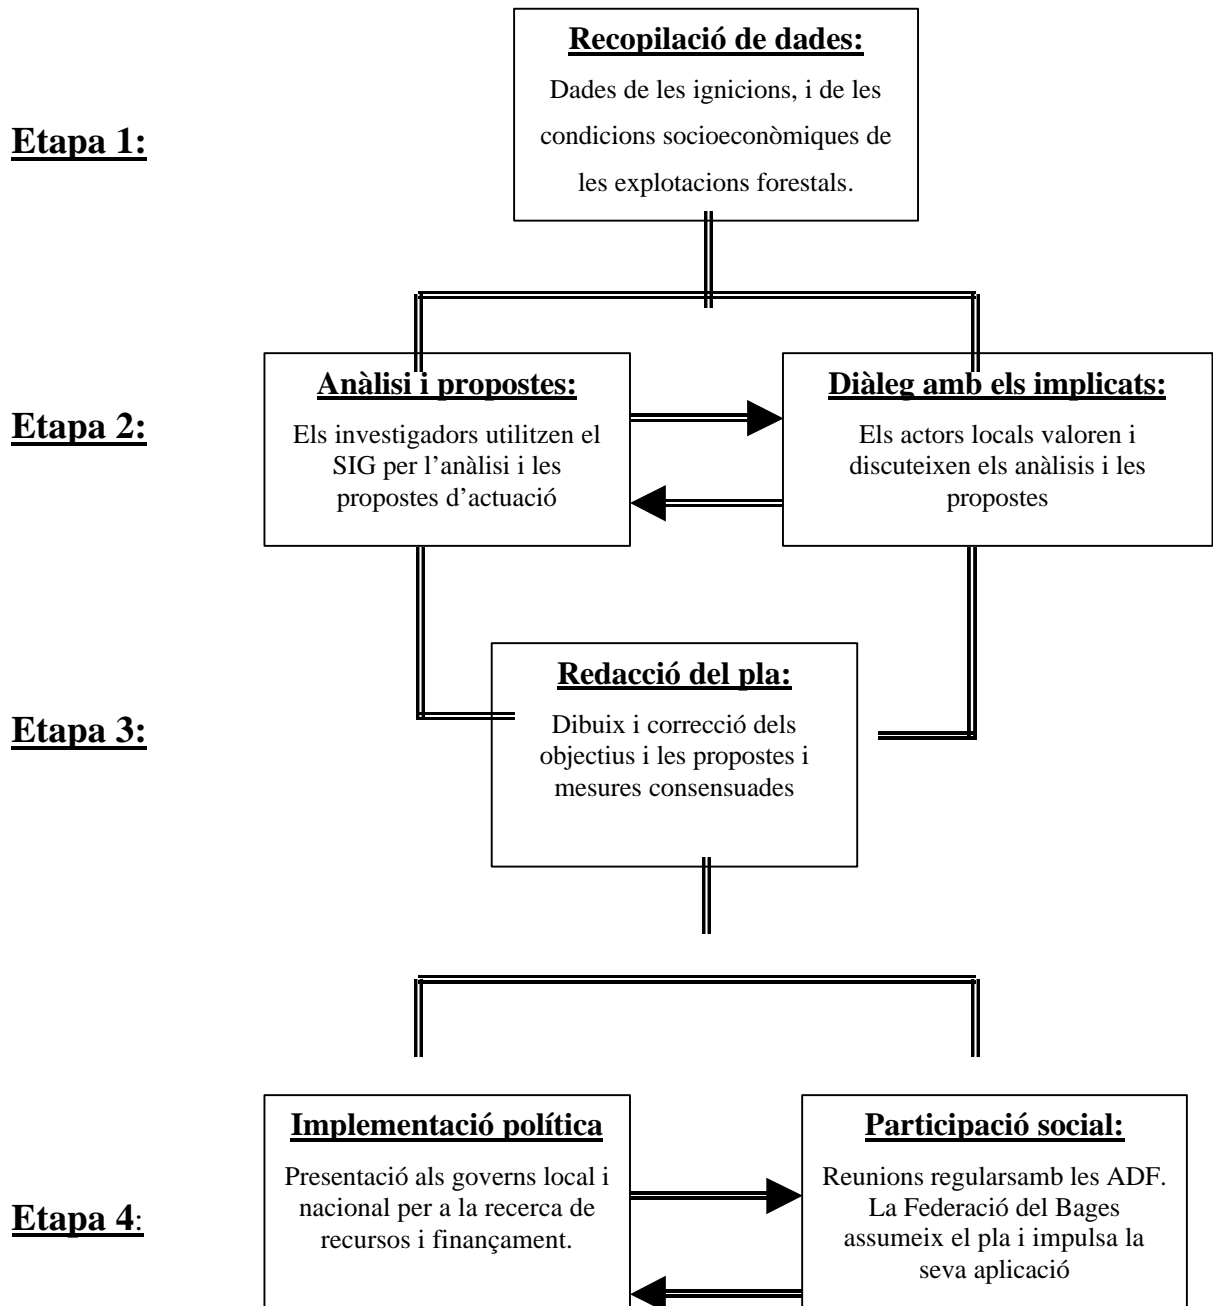 Recopilació de dades:
Dades de les ignicions, i de les
condicions socioeconòmiques de
les explotacions forestals.
Etapa 1:
Anàlisi i propostes:
Els investigadors utilitzen el
SIG per l’anàlisi i les
propostes d’actuació
Diàleg amb els implicats:
Els actors locals valoren i
discuteixen els anàlisis i les
propostes
Etapa 2:
Redacció del pla:
Dibuix i correcció dels
objectius i les propostes i
mesures consensuades
Etapa 3:
Implementació política
Presentació als governs local i
nacional per a la recerca de
recursos i finançament.
Participació social:
Reunions regularsamb les ADF.
La Federació del Bages
assumeix el pla i impulsa la
seva aplicació
Etapa 4: